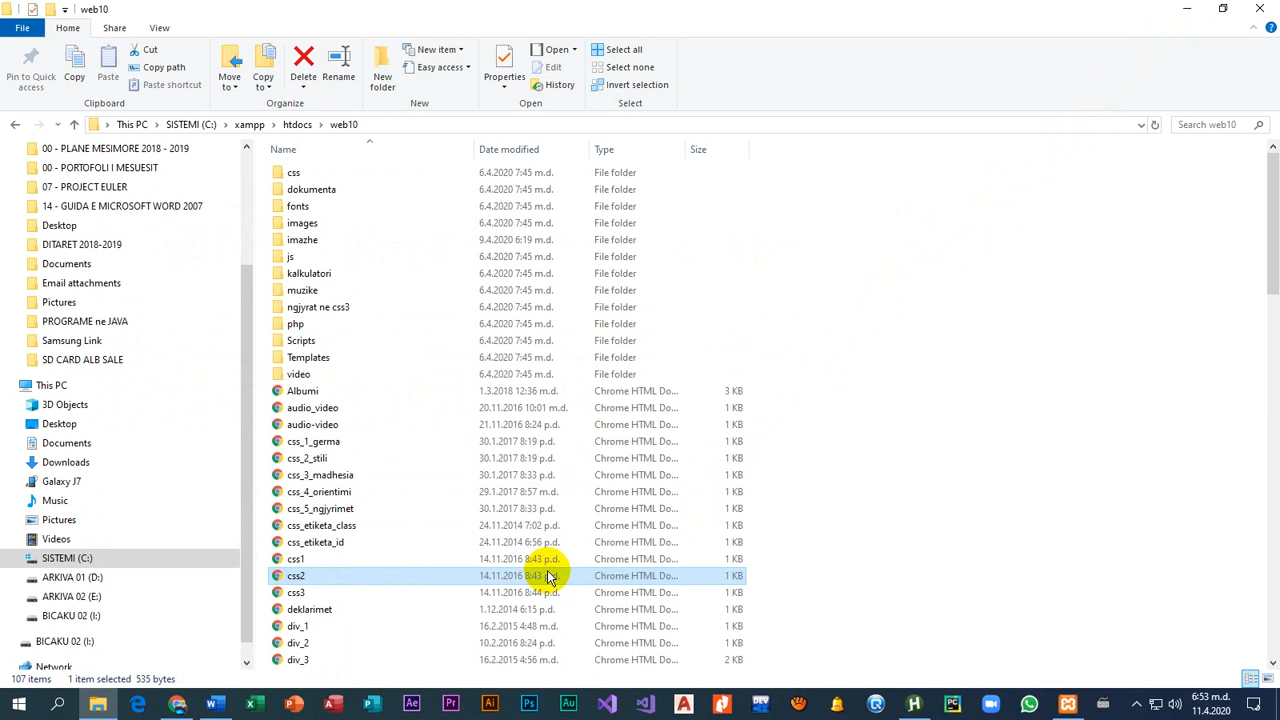 web10
File Home Share View
Pin to Quick access Copy Paste Cut Copy path Paste shortcut
Move to Copy to Delete Rename New folder New item Easy access Properties Open Edit History Select all Select none Invert selection
Clipboard Organize New Open Select
This PC SISTEMI (C:) xampp htdocs web10 Search web10
00 - PLANE MESIMORE 2018 - 2019
00 - PORTOFOLI I MESUESIT
07 - PROJECT EULER
14 - GUIDA E MICROSOFT WORD 2007
Desktop
DITARET 2018-2019
Documents
Email attachments
Pictures
PROGRAME ne JAVA
Samsung Link
SD CARD ALB SALE
This PC
3D Objects
Desktop
Documents
Downloads
Galaxy J7
Music
Pictures
Videos
SISTEMI (C:)
ARKIVA 01 (D:)
ARKIVA 02 (E:)
BICAKU 02 (I:)
BICAKU 02 (I:)
Network
Name Date modified Type Size
css 6.4.2020 7:45 m.d. File folder
dokumenta 6.4.2020 7:45 m.d. File folder
fonts 6.4.2020 7:45 m.d. File folder
images 6.4.2020 7:45 m.d. File folder
imazhe 9.4.2020 6:19 m.d. File folder
js 6.4.2020 7:45 m.d. File folder
kalkulatori 6.4.2020 7:45 m.d. File folder
muzike 6.4.2020 7:45 m.d. File folder
ngjyrat ne css3 6.4.2020 7:45 m.d. File folder
php 6.4.2020 7:45 m.d. File folder
Scripts 6.4.2020 7:45 m.d. File folder
Templates 6.4.2020 7:45 m.d. File folder
video 6.4.2020 7:45 m.d. File folder
Albumi 1.3.2018 12:36 m.d. Chrome HTML Do... 3 KB
audio_video 20.11.2016 10:01 m.d. Chrome HTML Do... 1 KB
audio-video 21.11.2016 8:24 p.d. Chrome HTML Do... 1 KB
css_1_germa 30.1.2017 8:19 p.d. Chrome HTML Do... 1 KB
css_2_stili 30.1.2017 8:19 p.d. Chrome HTML Do... 1 KB
css_3_madhesia 30.1.2017 8:33 p.d. Chrome HTML Do... 1 KB
css_4_orientimi 29.1.2017 8:57 m.d. Chrome HTML Do... 1 KB
css_5_ngjyrimet 30.1.2017 8:33 p.d. Chrome HTML Do... 1 KB
css_etiketa_class 24.11.2014 7:02 p.d. Chrome HTML Do... 1 KB
css_etiketa_id 24.11.2014 6:56 p.d. Chrome HTML Do... 1 KB
css1 14.11.2016 8:43 p.d. Chrome HTML Do... 1 KB
css2 14.11.2016 8:43 p.d. Chrome HTML Do... 1 KB
css3 14.11.2016 8:44 p.d. Chrome HTML Do... 1 KB
deklarimet 1.12.2014 6:15 p.d. Chrome HTML Do... 1 KB
div_1 16.2.2015 4:48 m.d. Chrome HTML Do... 1 KB
div_2 10.2.2016 8:24 p.d. Chrome HTML Do... 1 KB
div_3 16.2.2015 4:56 m.d. Chrome HTML Do... 2 KB
107 items 1 item selected 535 bytes
6:53 m.d.
11.4.2020